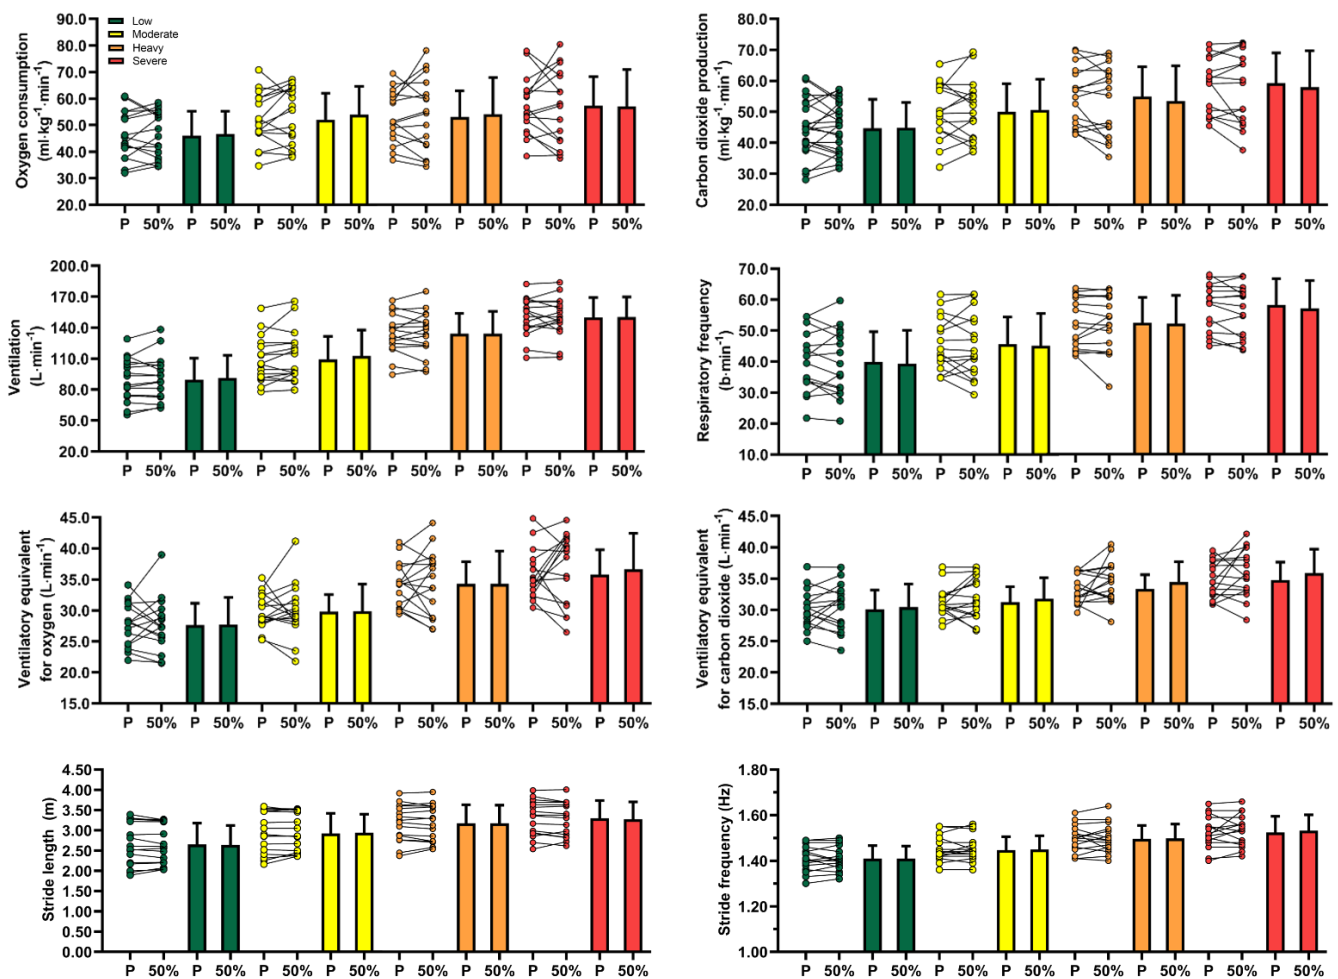 Oxygen consumption
(ml·kg⁻¹·min⁻¹)
90.0
80.0
70.0
60.0
50.0
40.0
30.0
20.0
Low
Moderate
Heavy
Severe
P 50% P 50% P 50% P 50% P 50% P 50% P 50% P 50%
Carbon dioxide production
(ml·kg⁻¹·min⁻¹)
80.0
70.0
60.0
50.0
40.0
30.0
20.0
P 50% P 50% P 50% P 50% P 50% P 50% P 50% P 50%
Ventilation
(L·min⁻¹)
200.0
170.0
140.0
110.0
80.0
50.0
20.0
P 50% P 50% P 50% P 50% P 50% P 50% P 50% P 50%
Respiratory frequency
(b·min⁻¹)
70.0
60.0
50.0
40.0
30.0
20.0
10.0
P 50% P 50% P 50% P 50% P 50% P 50% P 50% P 50%
Ventilatory equivalent
for oxygen (L·min⁻¹)
45.0
40.0
35.0
30.0
25.0
20.0
15.0
P 50% P 50% P 50% P 50% P 50% P 50% P 50% P 50%
Ventilatory equivalent
for carbon dioxide (L·min⁻¹)
45.0
40.0
35.0
30.0
25.0
20.0
15.0
P 50% P 50% P 50% P 50% P 50% P 50% P 50% P 50%
Stride length (m)
4.50
4.00
3.50
3.00
2.50
2.00
1.50
1.00
0.50
0.00
P 50% P 50% P 50% P 50% P 50% P 50% P 50% P 50%
Stride frequency (Hz)
1.80
1.60
1.40
1.20
1.00
P 50% P 50% P 50% P 50% P 50% P 50% P 50% P 50%